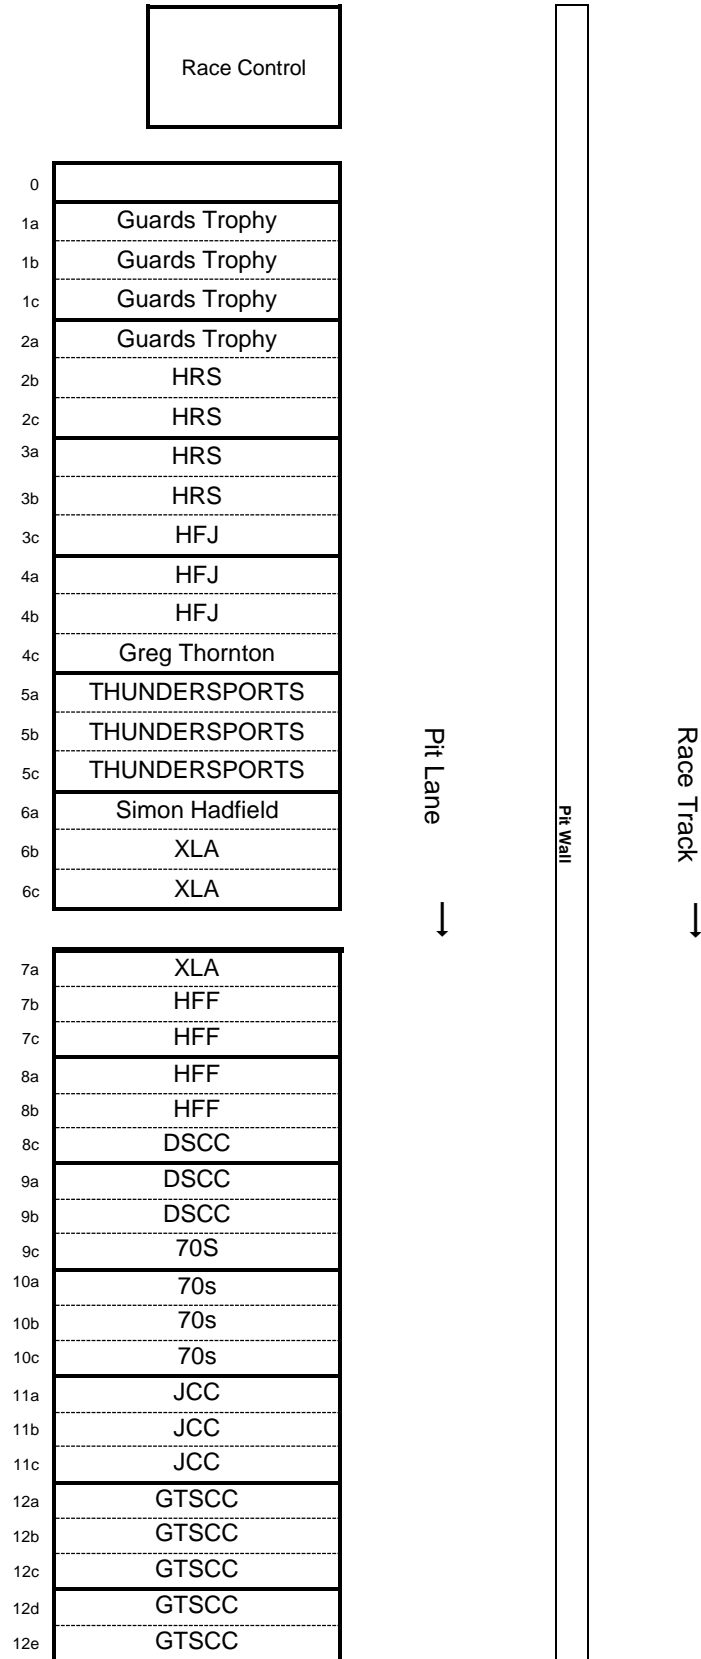 Race Control
0
1a Guards Trophy
1b Guards Trophy
1c Guards Trophy
2a Guards Trophy
2b HRS
2c HRS
3a HRS
3b HRS
3c HFJ
4a HFJ
4b HFJ
4c Greg Thornton
5a THUNDERSPORTS
5b THUNDERSPORTS
5c THUNDERSPORTS
6a Simon Hadfield
6b XLA
6c XLA
7a XLA
7b HFF
7c HFF
8a HFF
8b HFF
8c DSCC
9a DSCC
9b DSCC
9c 70S
10a 70s
10b 70s
10c 70s
11a JCC
11b JCC
11c JCC
12a GTSCC
12b GTSCC
12c GTSCC
12d GTSCC
12e GTSCC
Pit Lane →
Pit Wall
Race Track →